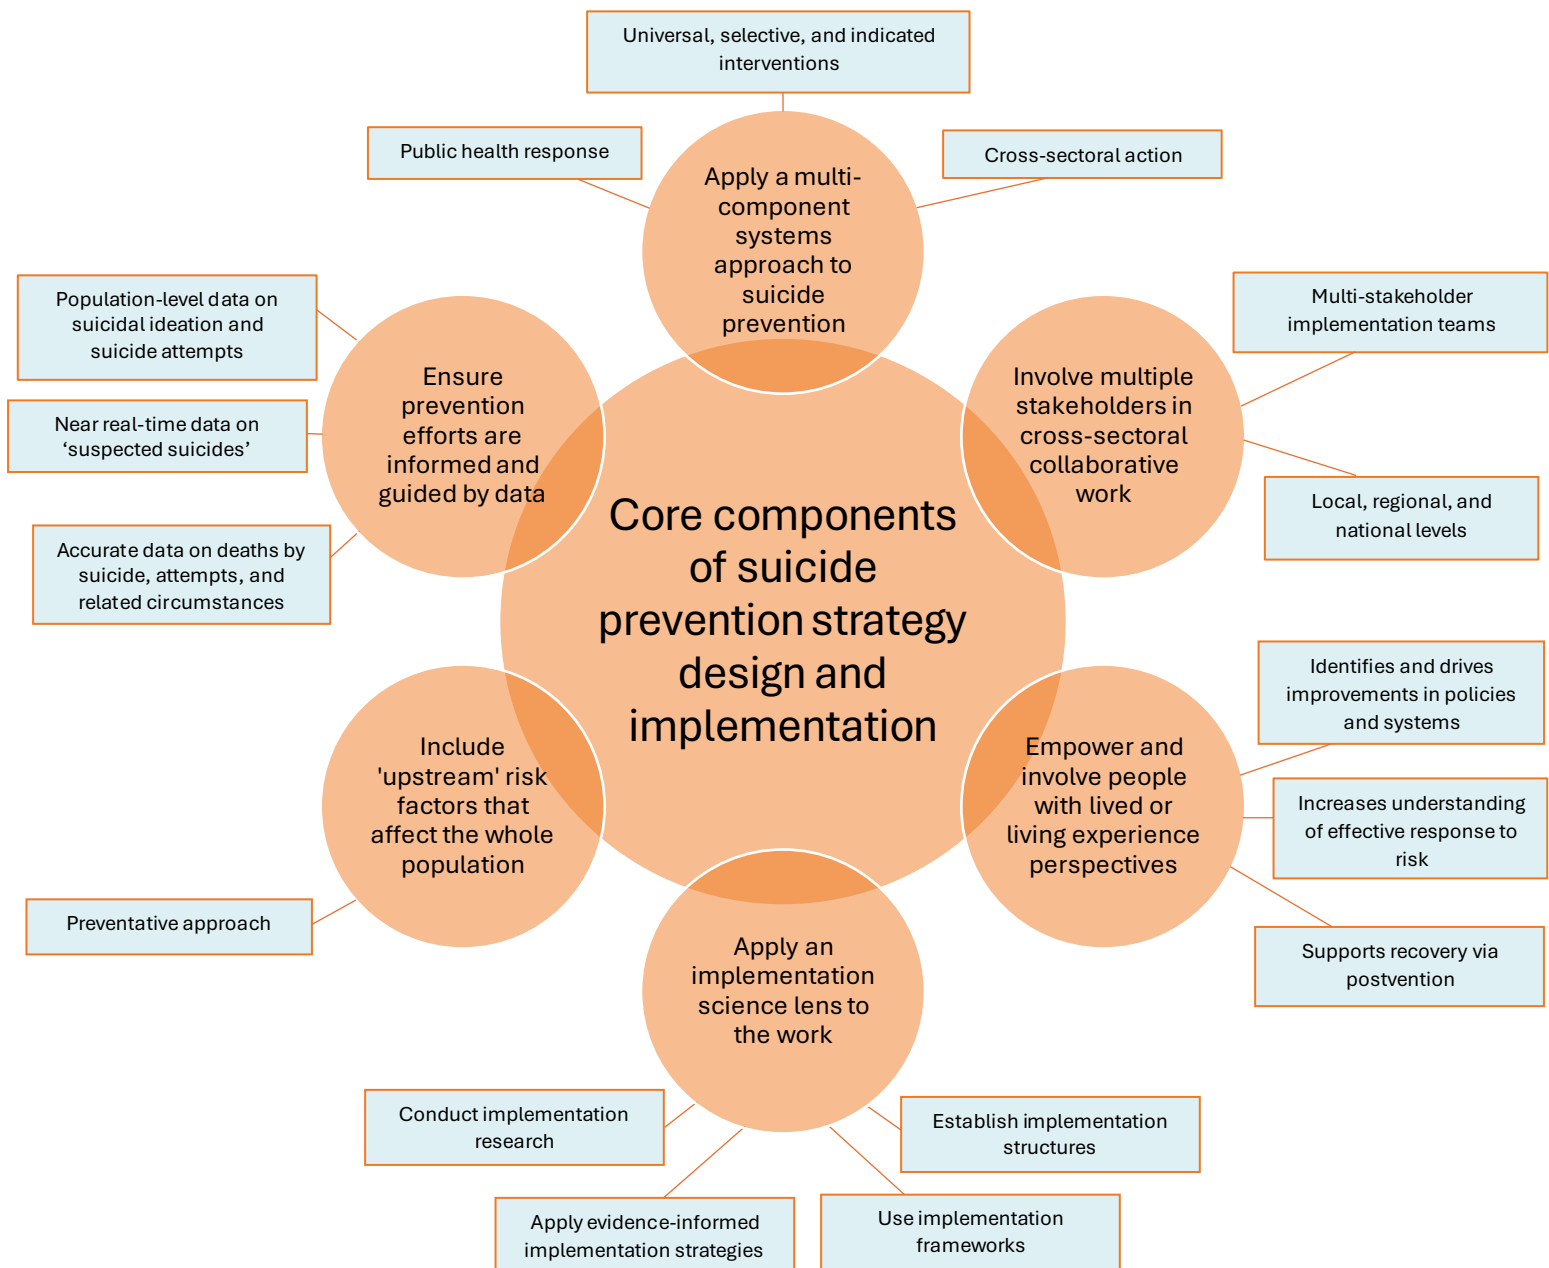 Universal, selective, and indicated
interventions
Public health response
Cross-sectoral action
Apply a multi-
component
systems
approach to
suicide
prevention
Population-level data on
suicidal ideation and
suicide attempts
Near real-time data on
‘suspected suicides’
Accurate data on deaths by
suicide, attempts, and
related circumstances
Ensure
prevention
efforts are
informed and
guided by data
Involve multiple
stakeholders in
cross-sectoral
collaborative
work
Multi-stakeholder
implementation teams
Local, regional, and
national levels
Core components
of suicide
prevention strategy
design and
implementation
Include
'upstream' risk
factors that
affect the whole
population
Preventative approach
Empower and
involve people
with lived or
living experience
perspectives
Identifies and drives
improvements in policies
and systems
Increases understanding
of effective response to
risk
Supports recovery via
postvention
Apply an
implementation
science lens to
the work
Conduct implementation
research
Apply evidence-informed
implementation strategies
Use implementation
frameworks
Establish implementation
structures